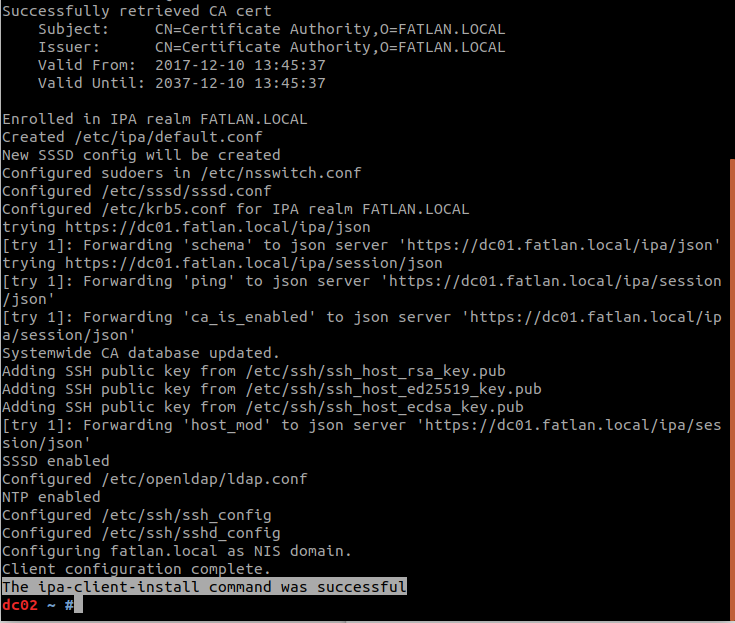 Successfully retrieved CA cert
    Subject:     CN=Certificate Authority,O=FATLAN.LOCAL
    Issuer:      CN=Certificate Authority,O=FATLAN.LOCAL
    Valid From:  2017-12-10 13:45:37
    Valid Until: 2037-12-10 13:45:37

Enrolled in IPA realm FATLAN.LOCAL
Created /etc/ipa/default.conf
New SSSD config will be created
Configured sudoers in /etc/nsswitch.conf
Configured /etc/sssd/sssd.conf
Configured /etc/krb5.conf for IPA realm FATLAN.LOCAL
trying https://dc01.fatlan.local/ipa/json
[try 1]: Forwarding 'schema' to json server 'https://dc01.fatlan.local/ipa/json'
trying https://dc01.fatlan.local/ipa/session/json
[try 1]: Forwarding 'ping' to json server 'https://dc01.fatlan.local/ipa/session
/json'
[try 1]: Forwarding 'ca_is_enabled' to json server 'https://dc01.fatlan.local/ip
a/session/json'
Systemwide CA database updated.
Adding SSH public key from /etc/ssh/ssh_host_rsa_key.pub
Adding SSH public key from /etc/ssh/ssh_host_ed25519_key.pub
Adding SSH public key from /etc/ssh/ssh_host_ecdsa_key.pub
[try 1]: Forwarding 'host_mod' to json server 'https://dc01.fatlan.local/ipa/ses
sion/json'
SSSD enabled
Configured /etc/openldap/ldap.conf
NTP enabled
Configured /etc/ssh/ssh_config
Configured /etc/ssh/sshd_config
Configuring fatlan.local as NIS domain.
Client configuration complete.
The ipa-client-install command was successful
dc02 ~ #